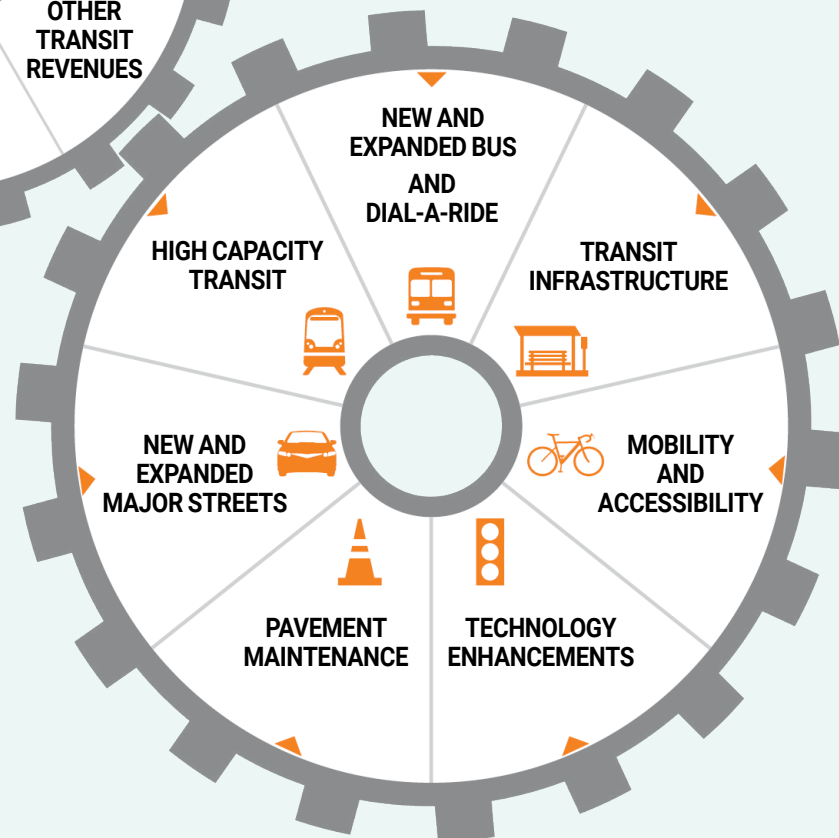 OTHER
TRANSIT
REVENUES
NEW AND
EXPANDED BUS
AND
DIAL-A-RIDE
HIGH CAPACITY
TRANSIT
TRANSIT
INFRASTRUCTURE
NEW AND
EXPANDED
MAJOR STREETS
MOBILITY
AND
ACCESSIBILITY
PAVEMENT
MAINTENANCE
TECHNOLOGY
ENHANCEMENTS